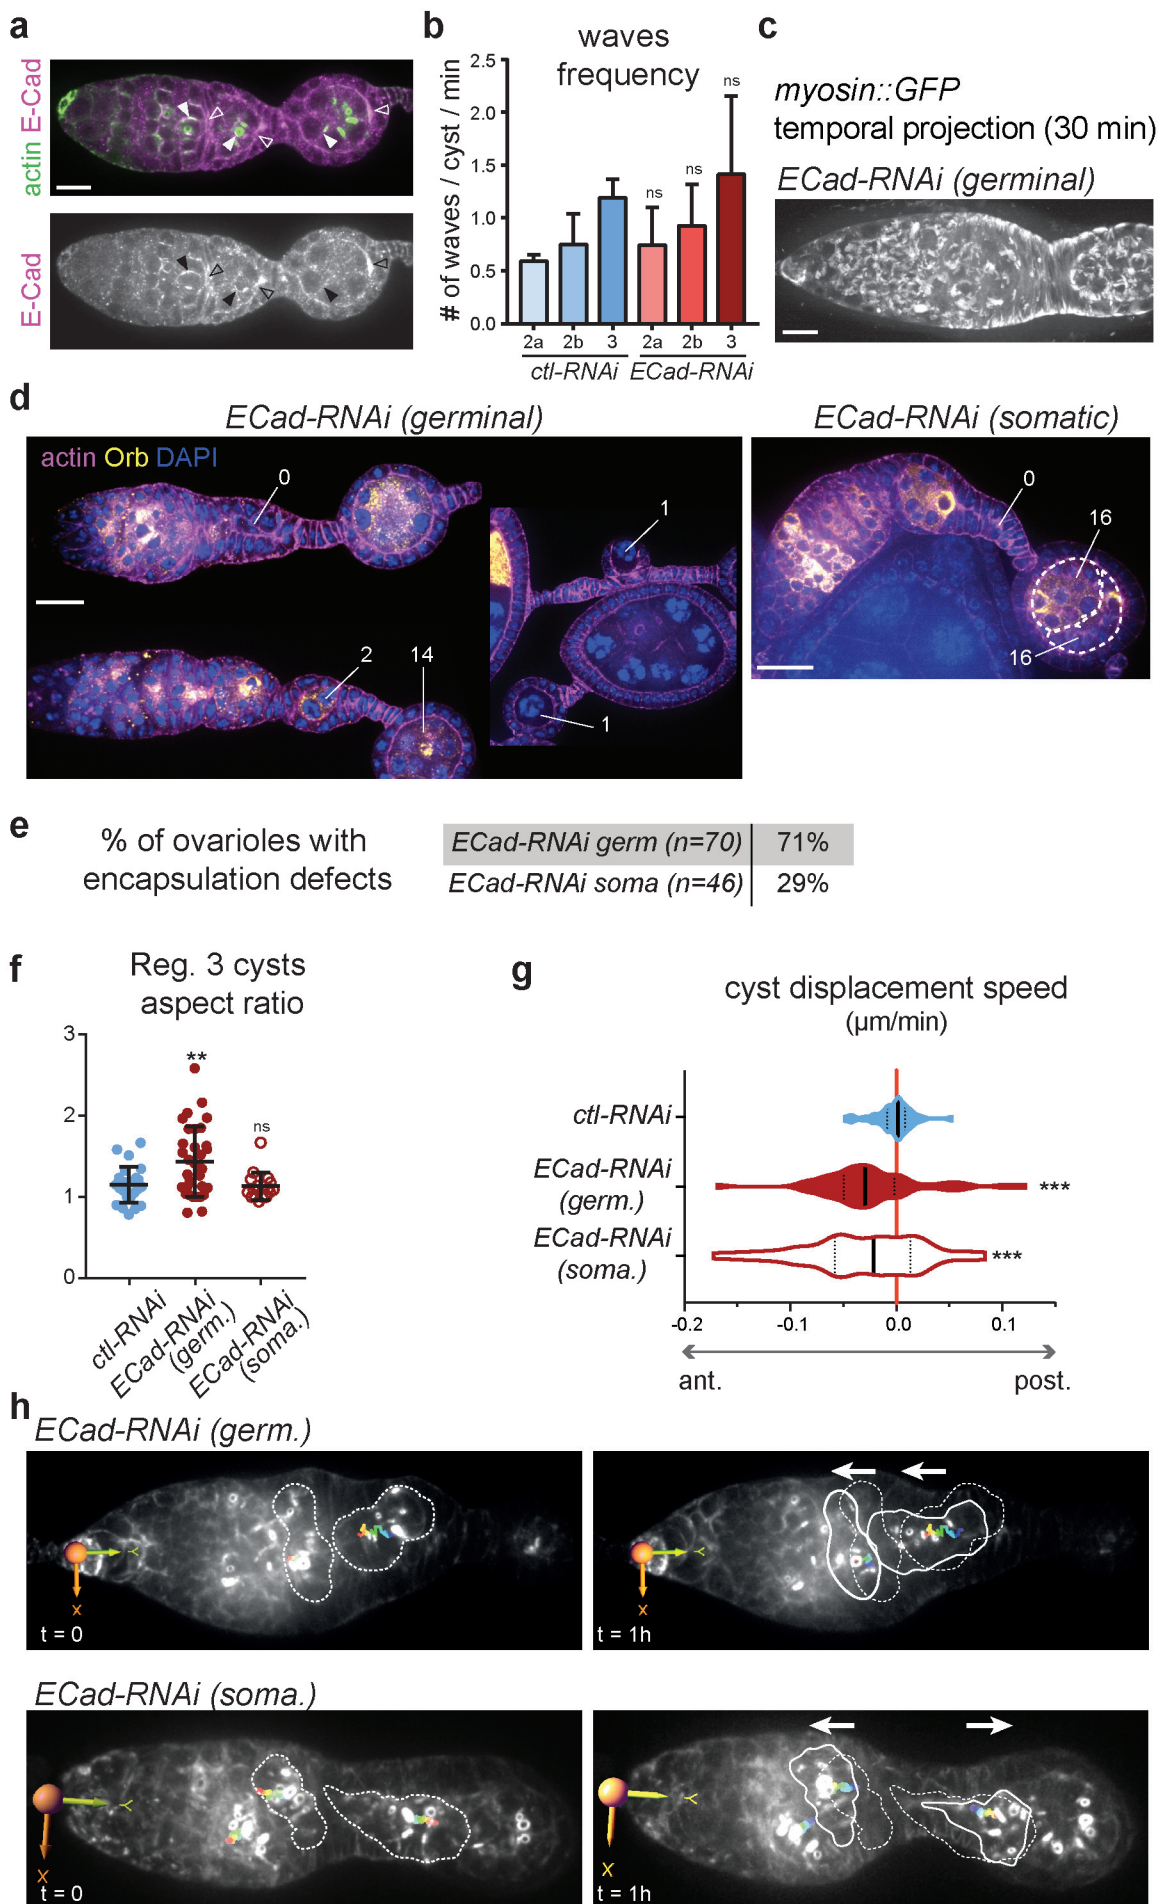 a
actin E-Cad
E-Cad
b
waves
frequency
# of waves / cyst / min
2.5
2.0
1.5
1.0
0.5
0.0
ns
ns
ns
2a 2b 3 2a 2b 3
ctl-RNAi ECad-RNAi
c
myosin::GFP
temporal projection (30 min)
ECad-RNAi (germinal)
d
ECad-RNAi (germinal)
actin Orb DAPI
0
2
14
1
1
ECad-RNAi (somatic)
0
16
16
e
% of ovarioles with
encapsulation defects
ECad-RNAi germ (n=70) 71%
ECad-RNAi soma (n=46) 29%
f
Reg. 3 cysts
aspect ratio
3
2
1
0
**
ns
ctl-RNAi
ECad-RNAi
(germ.)
ECad-RNAi
(soma.)
g
cyst displacement speed
(µm/min)
ctl-RNAi
ECad-RNAi
(germ.)
***
ECad-RNAi
(soma.)
***
-0.2 -0.1 0.0 0.1
ant. post.
h
ECad-RNAi (germ.)
Y
X
t = 0
Y
X
t = 1h
ECad-RNAi (soma.)
Y
X
t = 0
Y
X
t = 1h